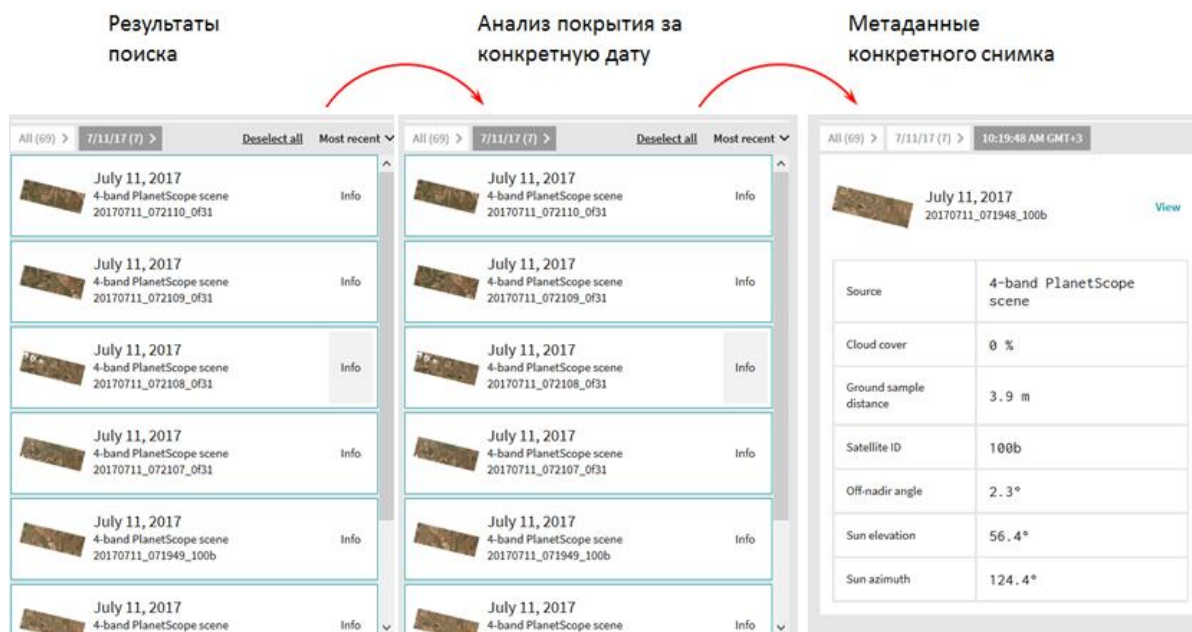 Результаты
поиска
Анализ покрытия за
конкретную дату
Метаданные
конкретного снимка
All (69) > 7/11/17 (7) > Deselect all Most recent
July 11, 2017
4-band PlanetScope scene
20170711_072110_0f31
Info
July 11, 2017
4-band PlanetScope scene
20170711_072109_0f31
Info
July 11, 2017
4-band PlanetScope scene
20170711_072108_0f31
Info
July 11, 2017
4-band PlanetScope scene
20170711_072107_0f31
Info
July 11, 2017
4-band PlanetScope scene
20170711_071949_100b
Info
July 11, 2017
4-band PlanetScope scene
Info
All (69) > 7/11/17 (7) > Deselect all Most recent
July 11, 2017
4-band PlanetScope scene
20170711_072110_0f31
Info
July 11, 2017
4-band PlanetScope scene
20170711_072109_0f31
Info
July 11, 2017
4-band PlanetScope scene
20170711_072108_0f31
Info
July 11, 2017
4-band PlanetScope scene
20170711_072107_0f31
Info
July 11, 2017
4-band PlanetScope scene
20170711_071949_100b
Info
July 11, 2017
4-band PlanetScope scene
Info
All (69) > 7/11/17 (7) > 10:19:48 AM GMT+3
July 11, 2017
20170711_071948_100b
View
Source 4-band PlanetScope
scene
Cloud cover 0 %
Ground sample
distance 3.9 m
Satellite ID 100b
Off-nadir angle 2.3°
Sun elevation 56.4°
Sun azimuth 124.4°